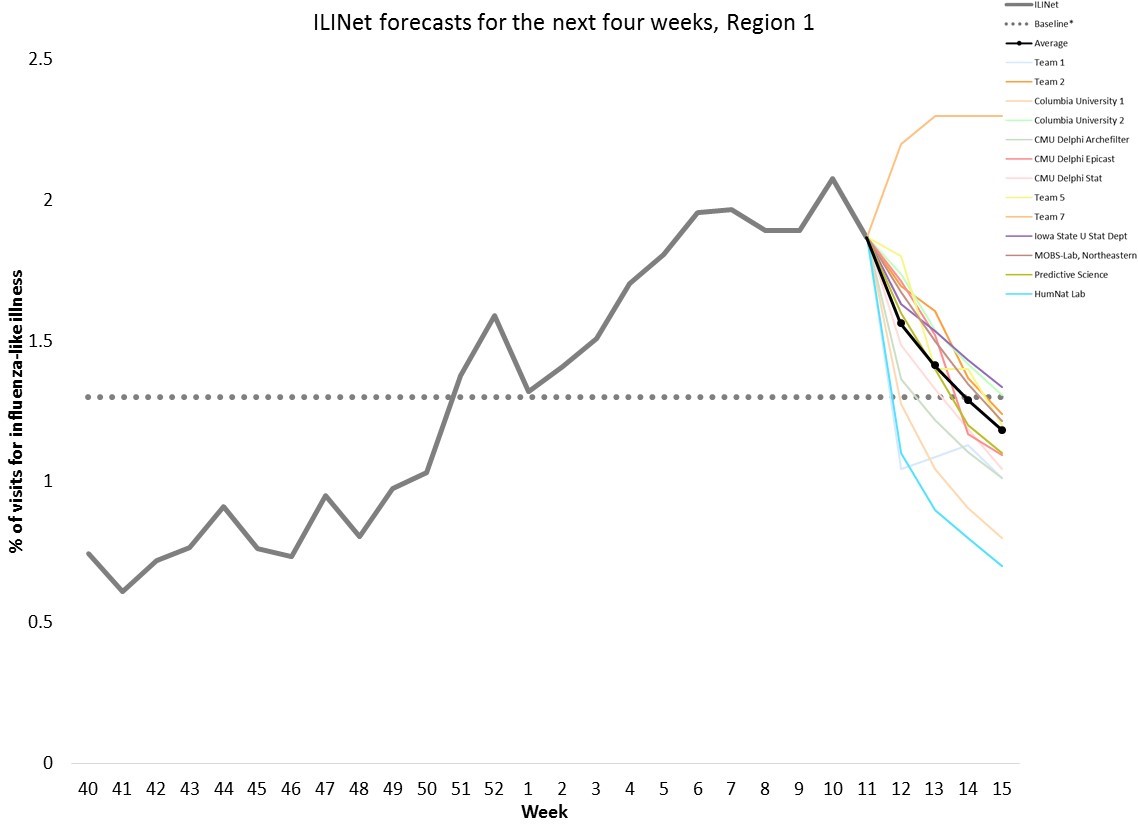 ILINet forecasts for the next four weeks, Region 1
ILINet
Baseline*
Average
Team 1
Team 2
Columbia University 1
Columbia University 2
CMU Delphi Archefilter
CMU Delphi Epicast
CMU Delphi Stat
Team 5
Team 7
Iowa State U Stat Dept
MOBS-Lab, Northeastern
Predictive Science
HumNat Lab
% of visits for influenza-like illness
2.5
2
1.5
1
0.5
0
40 41 42 43 44 45 46 47 48 49 50 51 52 1 2 3 4 5 6 7 8 9 10 11 12 13 14 15
Week